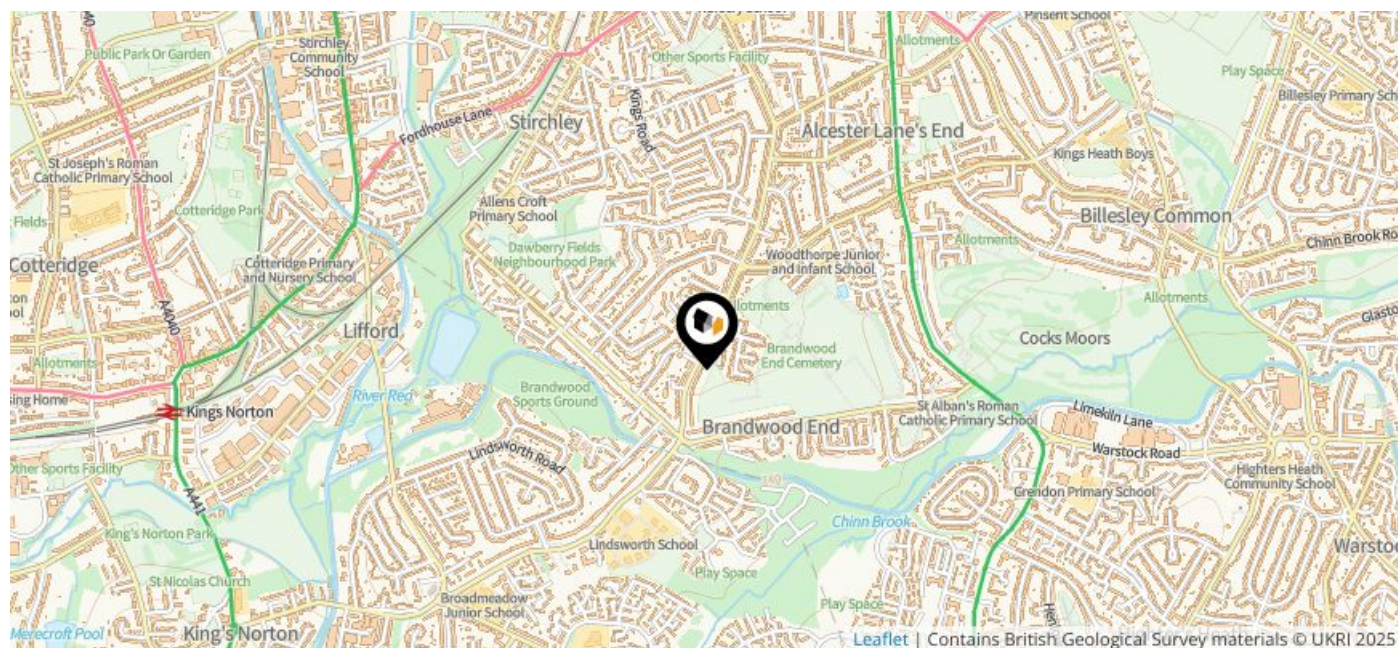 Pinsent School
Public Park Or Garden
Stirchley
Community
School
Other Sports Facility
Allotments
Play Space
Fordhouse Lane
Stirchley
Kings Road
Alcester Lane's End
Billesley Primary Sch
St Joseph's Roman
Catholic Primary School
Kings Heath Boys
Fields
Cotteridge Park
Allens Croft
Primary School
Billesley Common
Cotteridge
Cotteridge Primary
and Nursery School
Dawberry Fields
Neighbourhood Park
Woodthorpe Junior
and Infant School
Allotments
Chinn Brook Ro
A4040
Lifford
llotments
Allotments
Cocks Moors
Allotments
Brandwood
End Cemetery
sing Home
River Rea
Kings Norton
Brandwood
Sports Ground
Brandwood End
St Alban's Roman
Catholic Primary School
Limekiln Lane
Warstock Road
Other Sports Facility
Lindsworth Road
A441
Grendon Primary School
Highters Heath
Community School
King's Norton Park
Lindsworth School
Chinn Brook
Warstoc
St Nicolas Church
Play Space
Broadmeadow
Junior School
Play Space
Merecroft Pool
King's Norton
Leaflet | Contains British Geological Survey materials © UKRI 2025